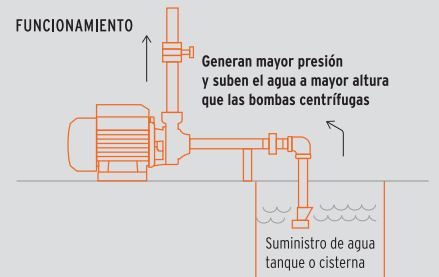 FUNCIONAMIENTO
Generan mayor presión
y suben el agua a mayor altura
que las bombas centrífugas
Suministro de agua
tanque o cisterna